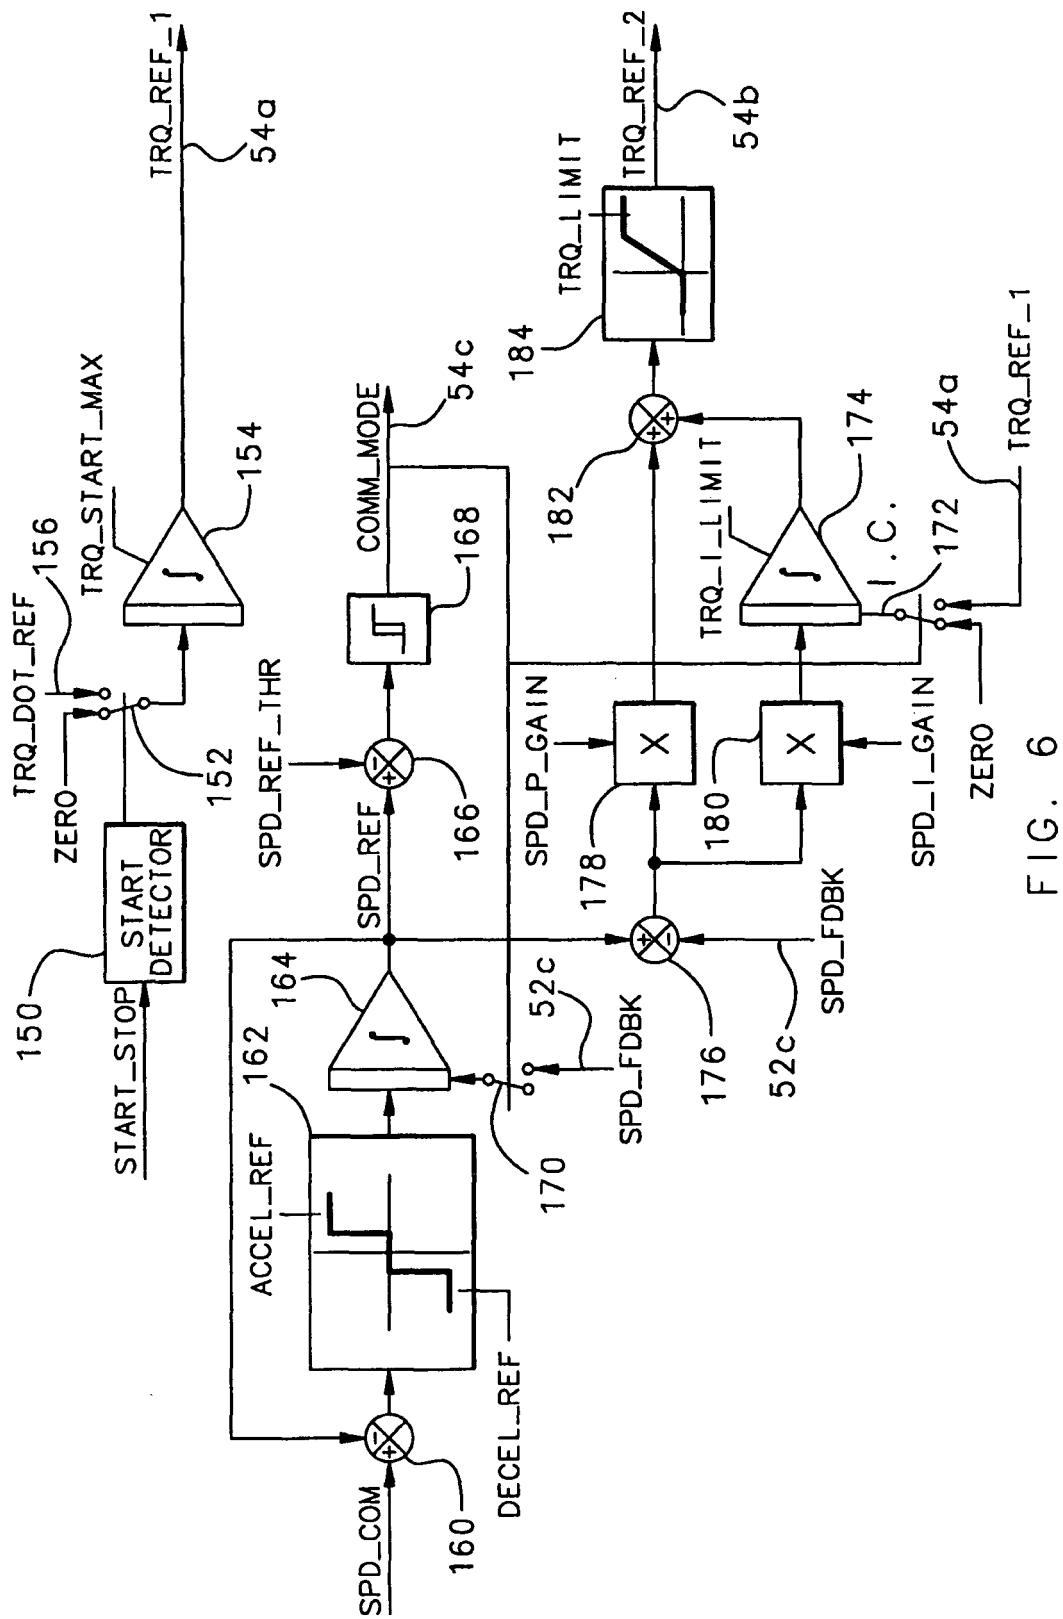 START_STOP
150
START
DETECTOR
ZERO
TRQ_DOT_REF
156
152
TRQ_START_MAX
154
TRQ_REF_1
54a
SPD_COM
160
+
-
ACCEL_REF
DECEL_REF
162
164
∫
∫
170
SPD_FDBK
52c
SPD_REF
SPD_REF_THR
+
-
166
168
COMM_MODE
54c
SPD_FDBK
52c
176
+
-
178
X
SPD_P_GAIN
180
X
SPD_I_GAIN
ZERO
TRQ_REF_1
54a
172
I.C.
TRQ_I_LIMIT
∫
174
182
+
+
184
TRQ_LIMIT
TRQ_REF_2
54b
FIG. 6